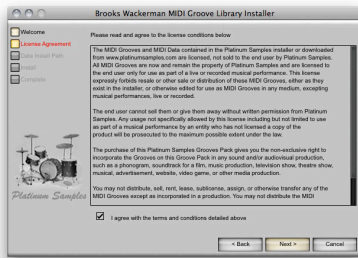 Brooks Wackerman MIDI Groove Library Installer
Welcome
License Agreement
Data Install Path
Install
Complete
Platinum Samples
Please read and agree to the license conditions below
The MIDI Grooves and MIDI Data contained in the Platinum Samples installer or downloaded
from www.platinumsamples.com are licensed, not sold to the end user by Platinum Samples.
All MIDI Grooves are now and remain the property of Platinum Samples and are licensed to
the end user only for use as part of a live or recorded musical performance. This license
expressly forbids resale or other sale or distribution of these MIDI Grooves, either as they
exist in the installer, or otherwise edited for use as MIDI Grooves in any medium, excepting
musical performances, live or recorded.
The end user cannot sell them or give them away without written permission from Platinum
Samples. Any usage not specifically allowed by this license including but not limited to use
as part of a musical performance by an entity who has not licensed a copy of the
product will be prosecuted to the maximum possible extent under the law.
The purchase of this Platinum Samples Grooves Pack gives you the non-exclusive right to
incorporate the Grooves on this Groove Pack in any sound and/or audiovisual production,
such as a phonogram, soundtrack for a film, music production, television show, theatre show,
musical, advertisement, website, video game, or other media production.
You may not distribute, sell, rent, lease, sublicense, assign, or otherwise transfer any of the
MIDI Grooves except as incorporated in a production. You may not distribute the MIDI
I agree with the terms and conditions detailed above
< Back
Next >
Cancel